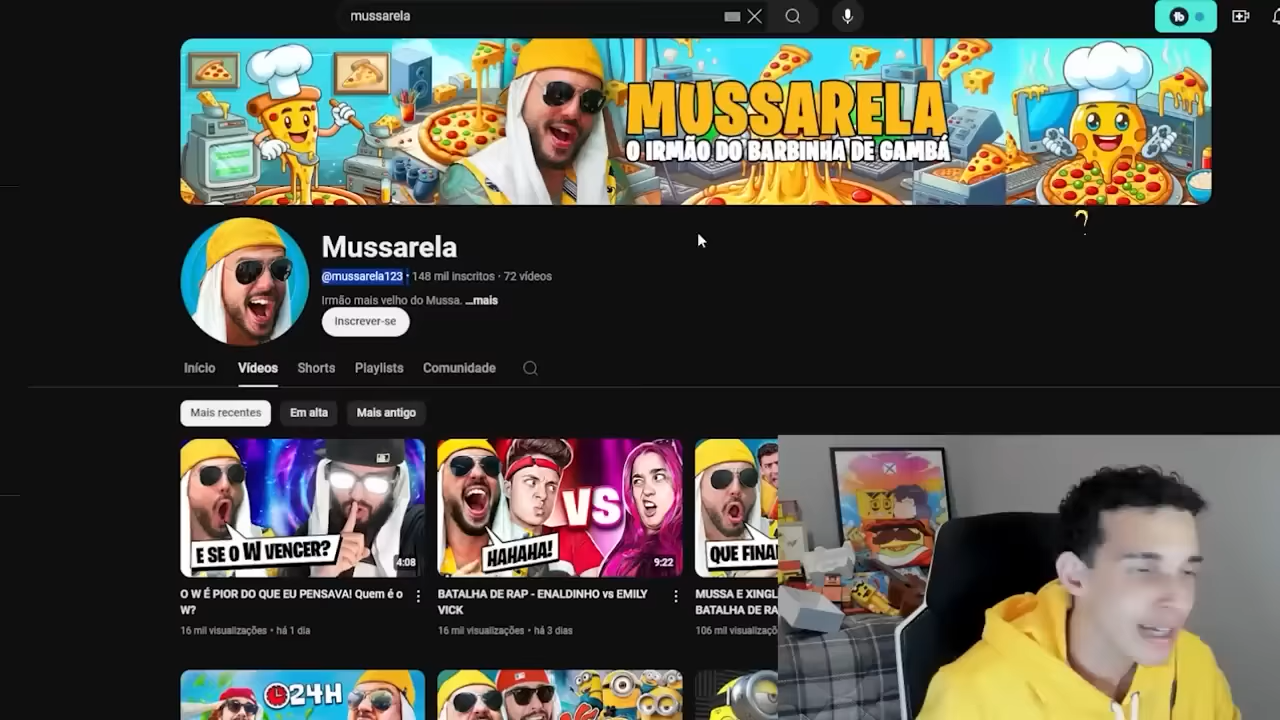 mussarela
MUSSARELA
O IRMÃO DO BARBINHA DE GAMBÁ
?
Mussarela
@mussarela123 · 148 mil inscritos · 72 vídeos
Irmão mais velho do Mussa. ...mais
Inscrever-se
Início Vídeos Shorts Playlists Comunidade
Mais recentes Em alta Mais antigo
E SE O W VENCER?
4:08
HAHAHA!
VS
9:22
QUE FINA
O W É PIOR DO QUE EU PENSAVA! Quem é o
W?
16 mil visualizações • há 1 dia
BATALHA DE RAP - ENALDINHO vs EMILY
VICK
16 mil visualizações • há 3 dias
MUSSA E XINGL
BATALHA DE RA
106 mil visualizaçõ
24H